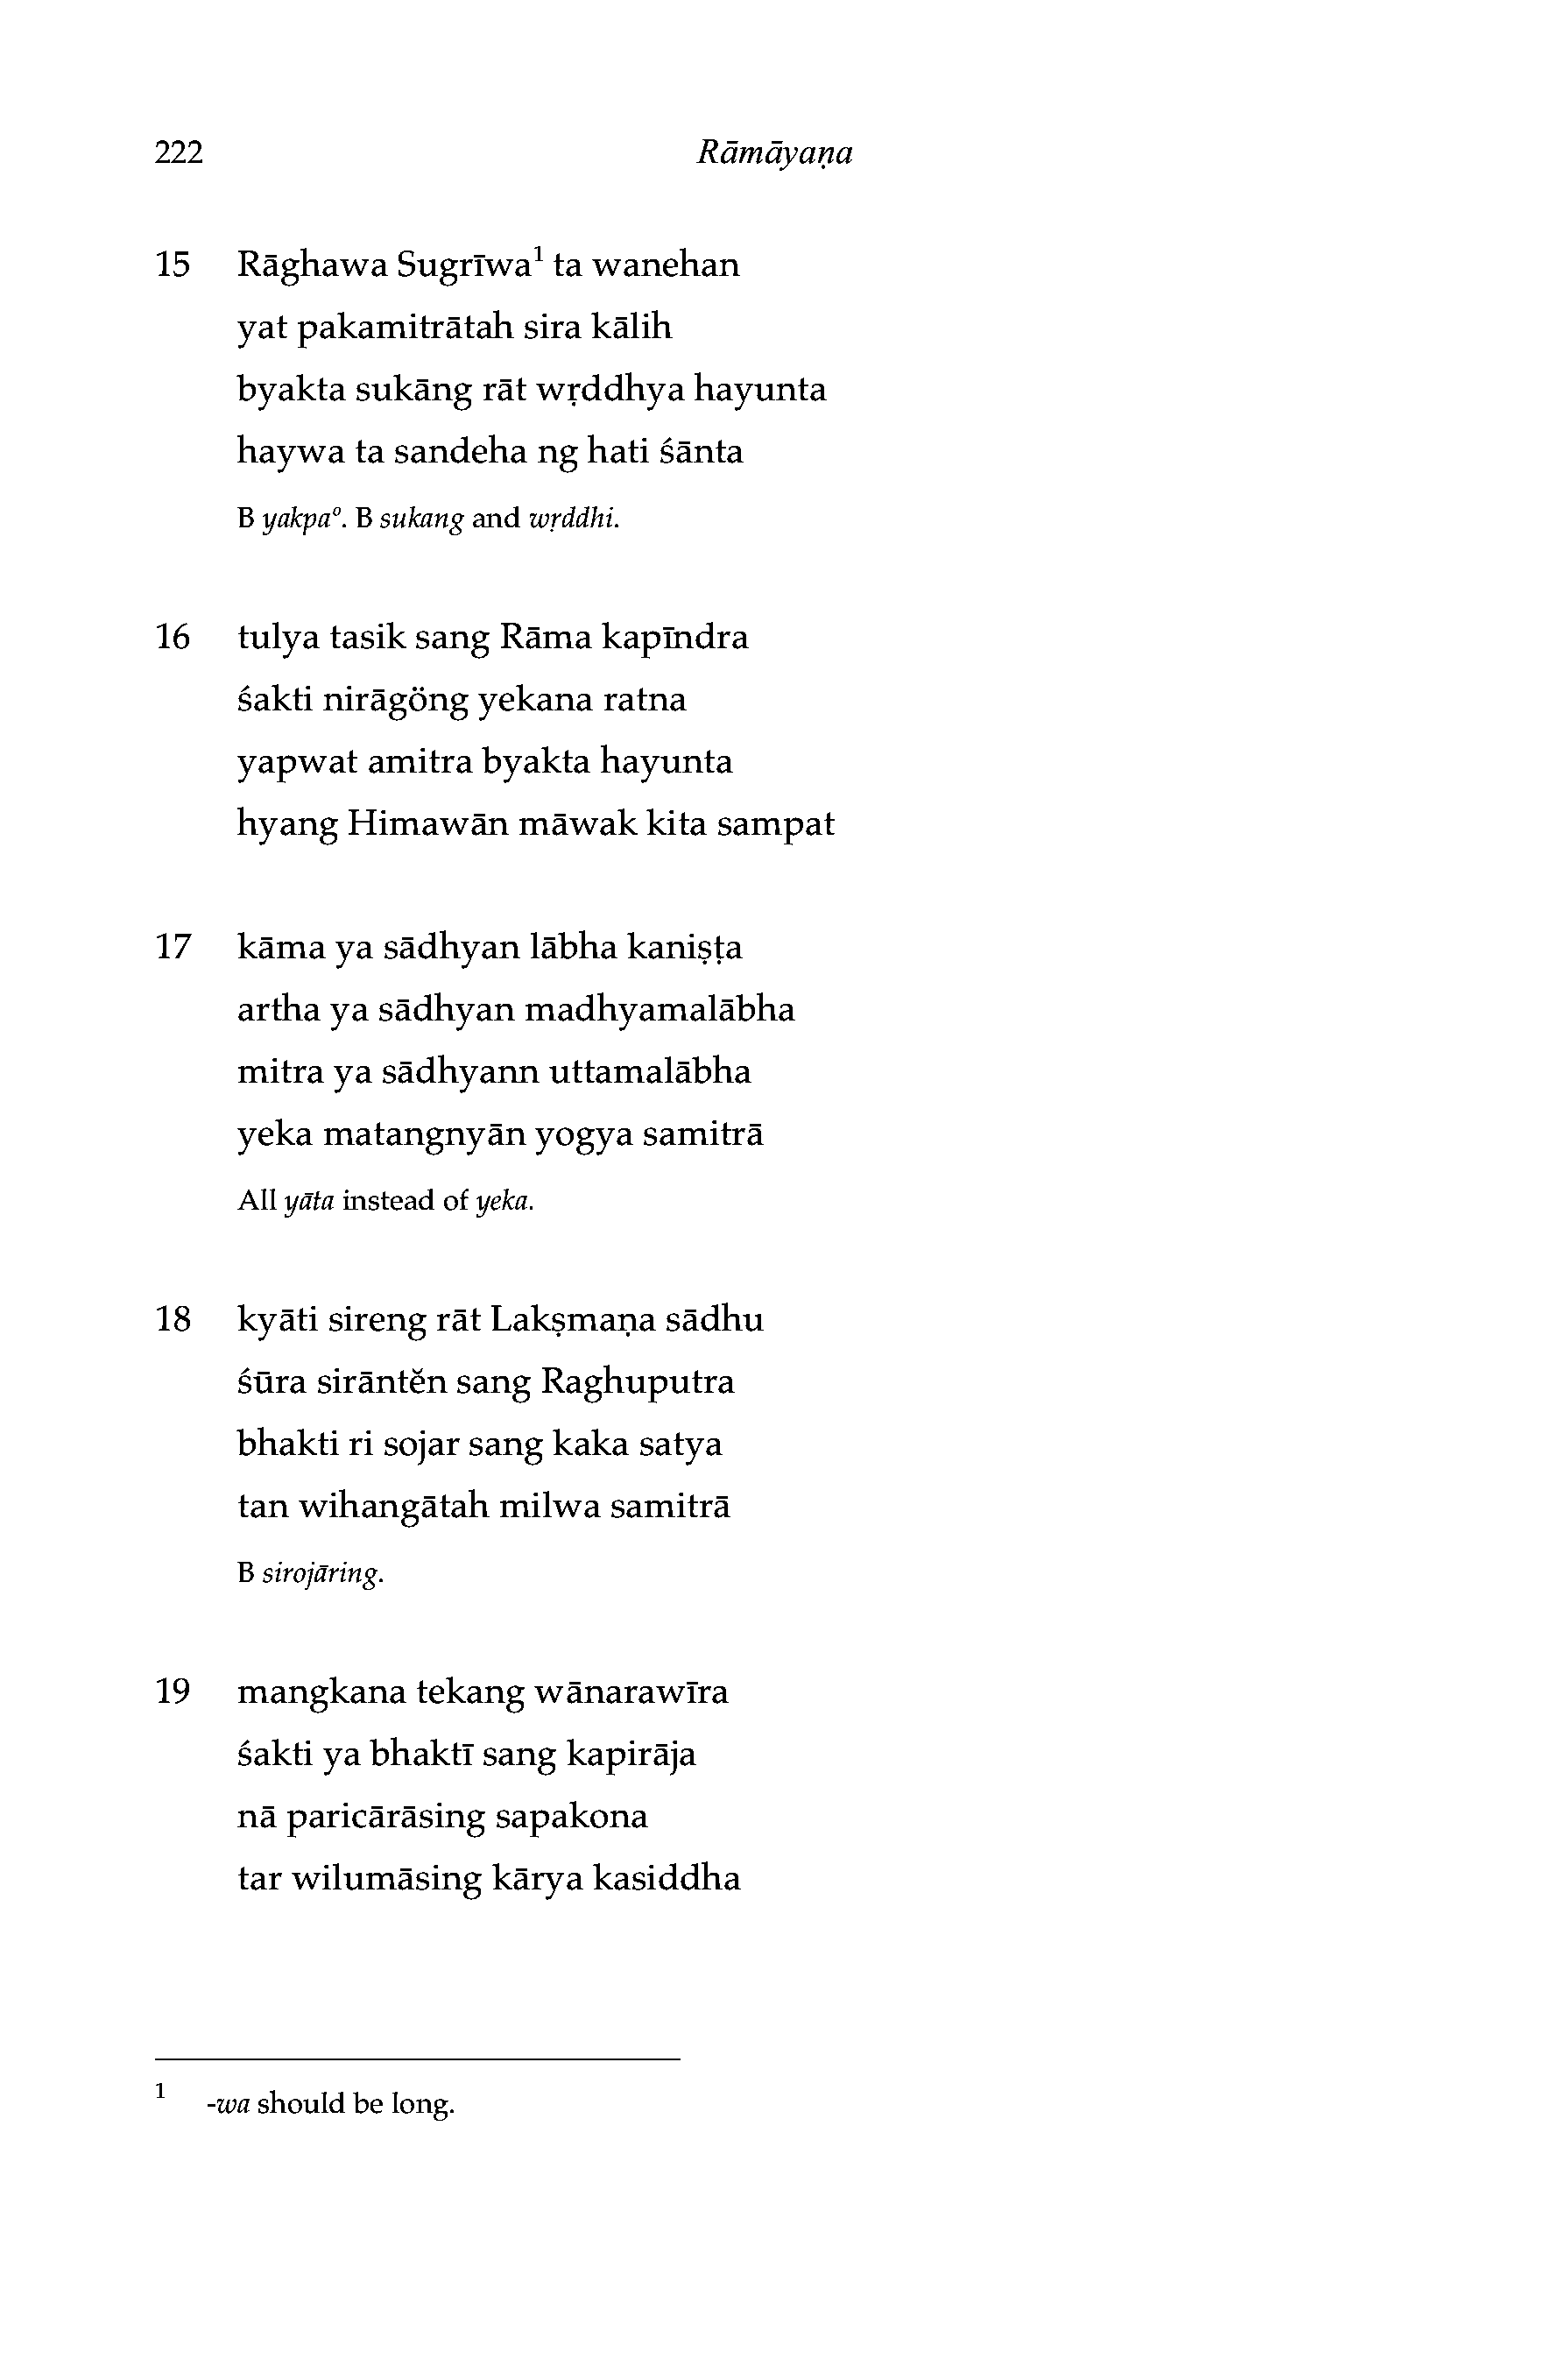 222 Rāmāyaṇa
15 Rāghawa Sugrīwa¹ ta wanehan
yat pakamitrātah sira kālih
byakta sukāng rāt wṛddhya hayunta
haywa ta sandeha ng hati śānta
B yakpaº. B sukang and wṛddhi.
16 tulya tasik sang Rāma kapīndra
śakti nirāgöng yekana ratna
yapwat amitra byakta hayunta
hyang Himawān māwak kita sampat
17 kāma ya sādhyan lābha kaniṣṭa
artha ya sādhyan madhyamalābha
mitra ya sādhyann uttamalābha
yeka matangnyān yogya samitrā
All yāta instead of yeka.
18 kyāti sireng rāt Lakṣmaṇa sādhu
śūra sirāntĕn sang Raghuputra
bhakti ri sojar sang kaka satya
tan wihangātah milwa samitrā
B sirojāring.
19 mangkana tekang wānarawīra
śakti ya bhaktī sang kapirāja
nā paricārāsing sapakona
tar wilumāsing kārya kasiddha
1 -wa should be long.